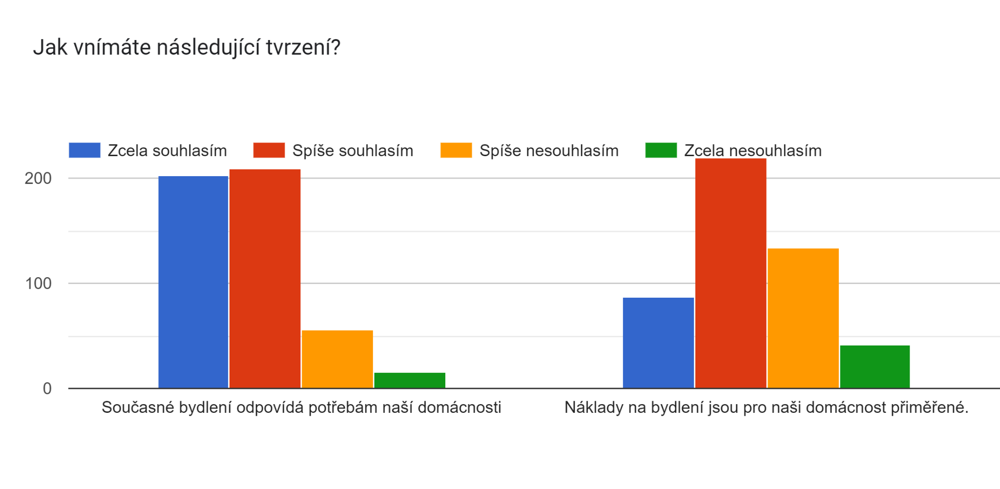 Jak vnímáte následující tvrzení?
Zcela souhlasím Spíše souhlasím Spíše nesouhlasím Zcela nesouhlasím
200
100
0
Současné bydlení odpovídá potřebám naší domácnosti Náklady na bydlení jsou pro naši domácnost přiměřené.